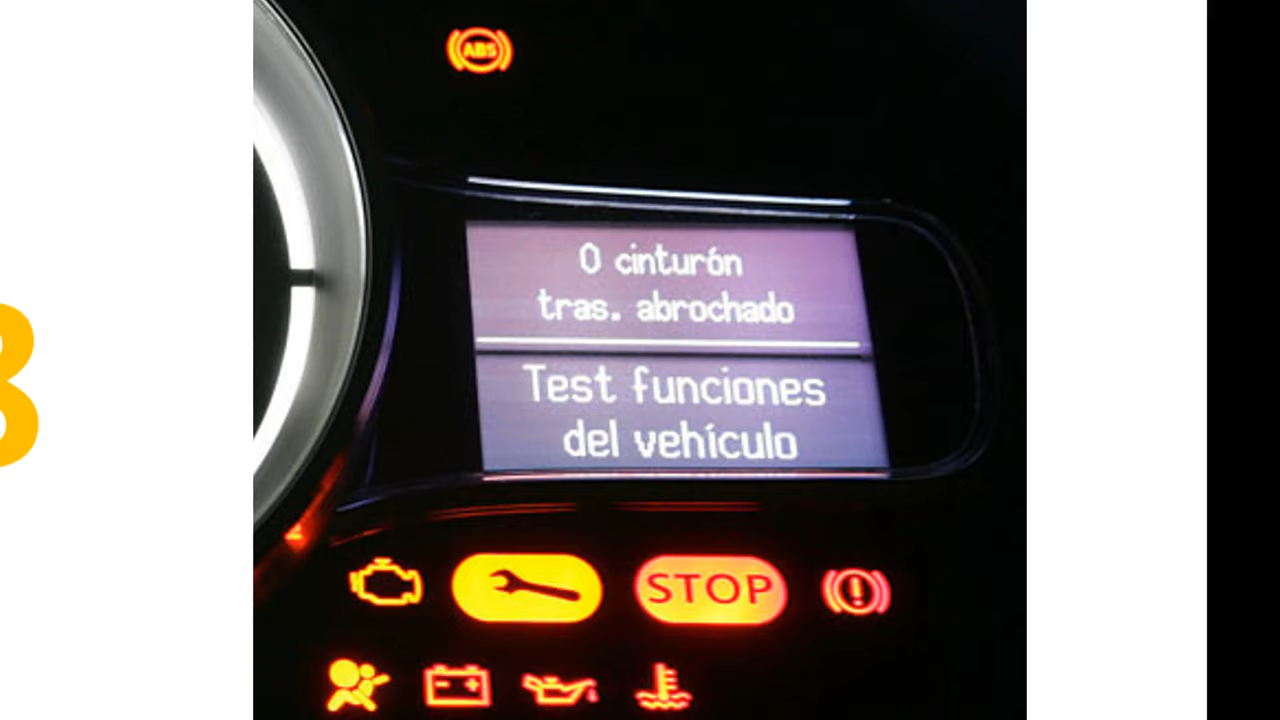 ABS
0 cinturón
tras. abrochado
Test funciones
del vehículo
STOP